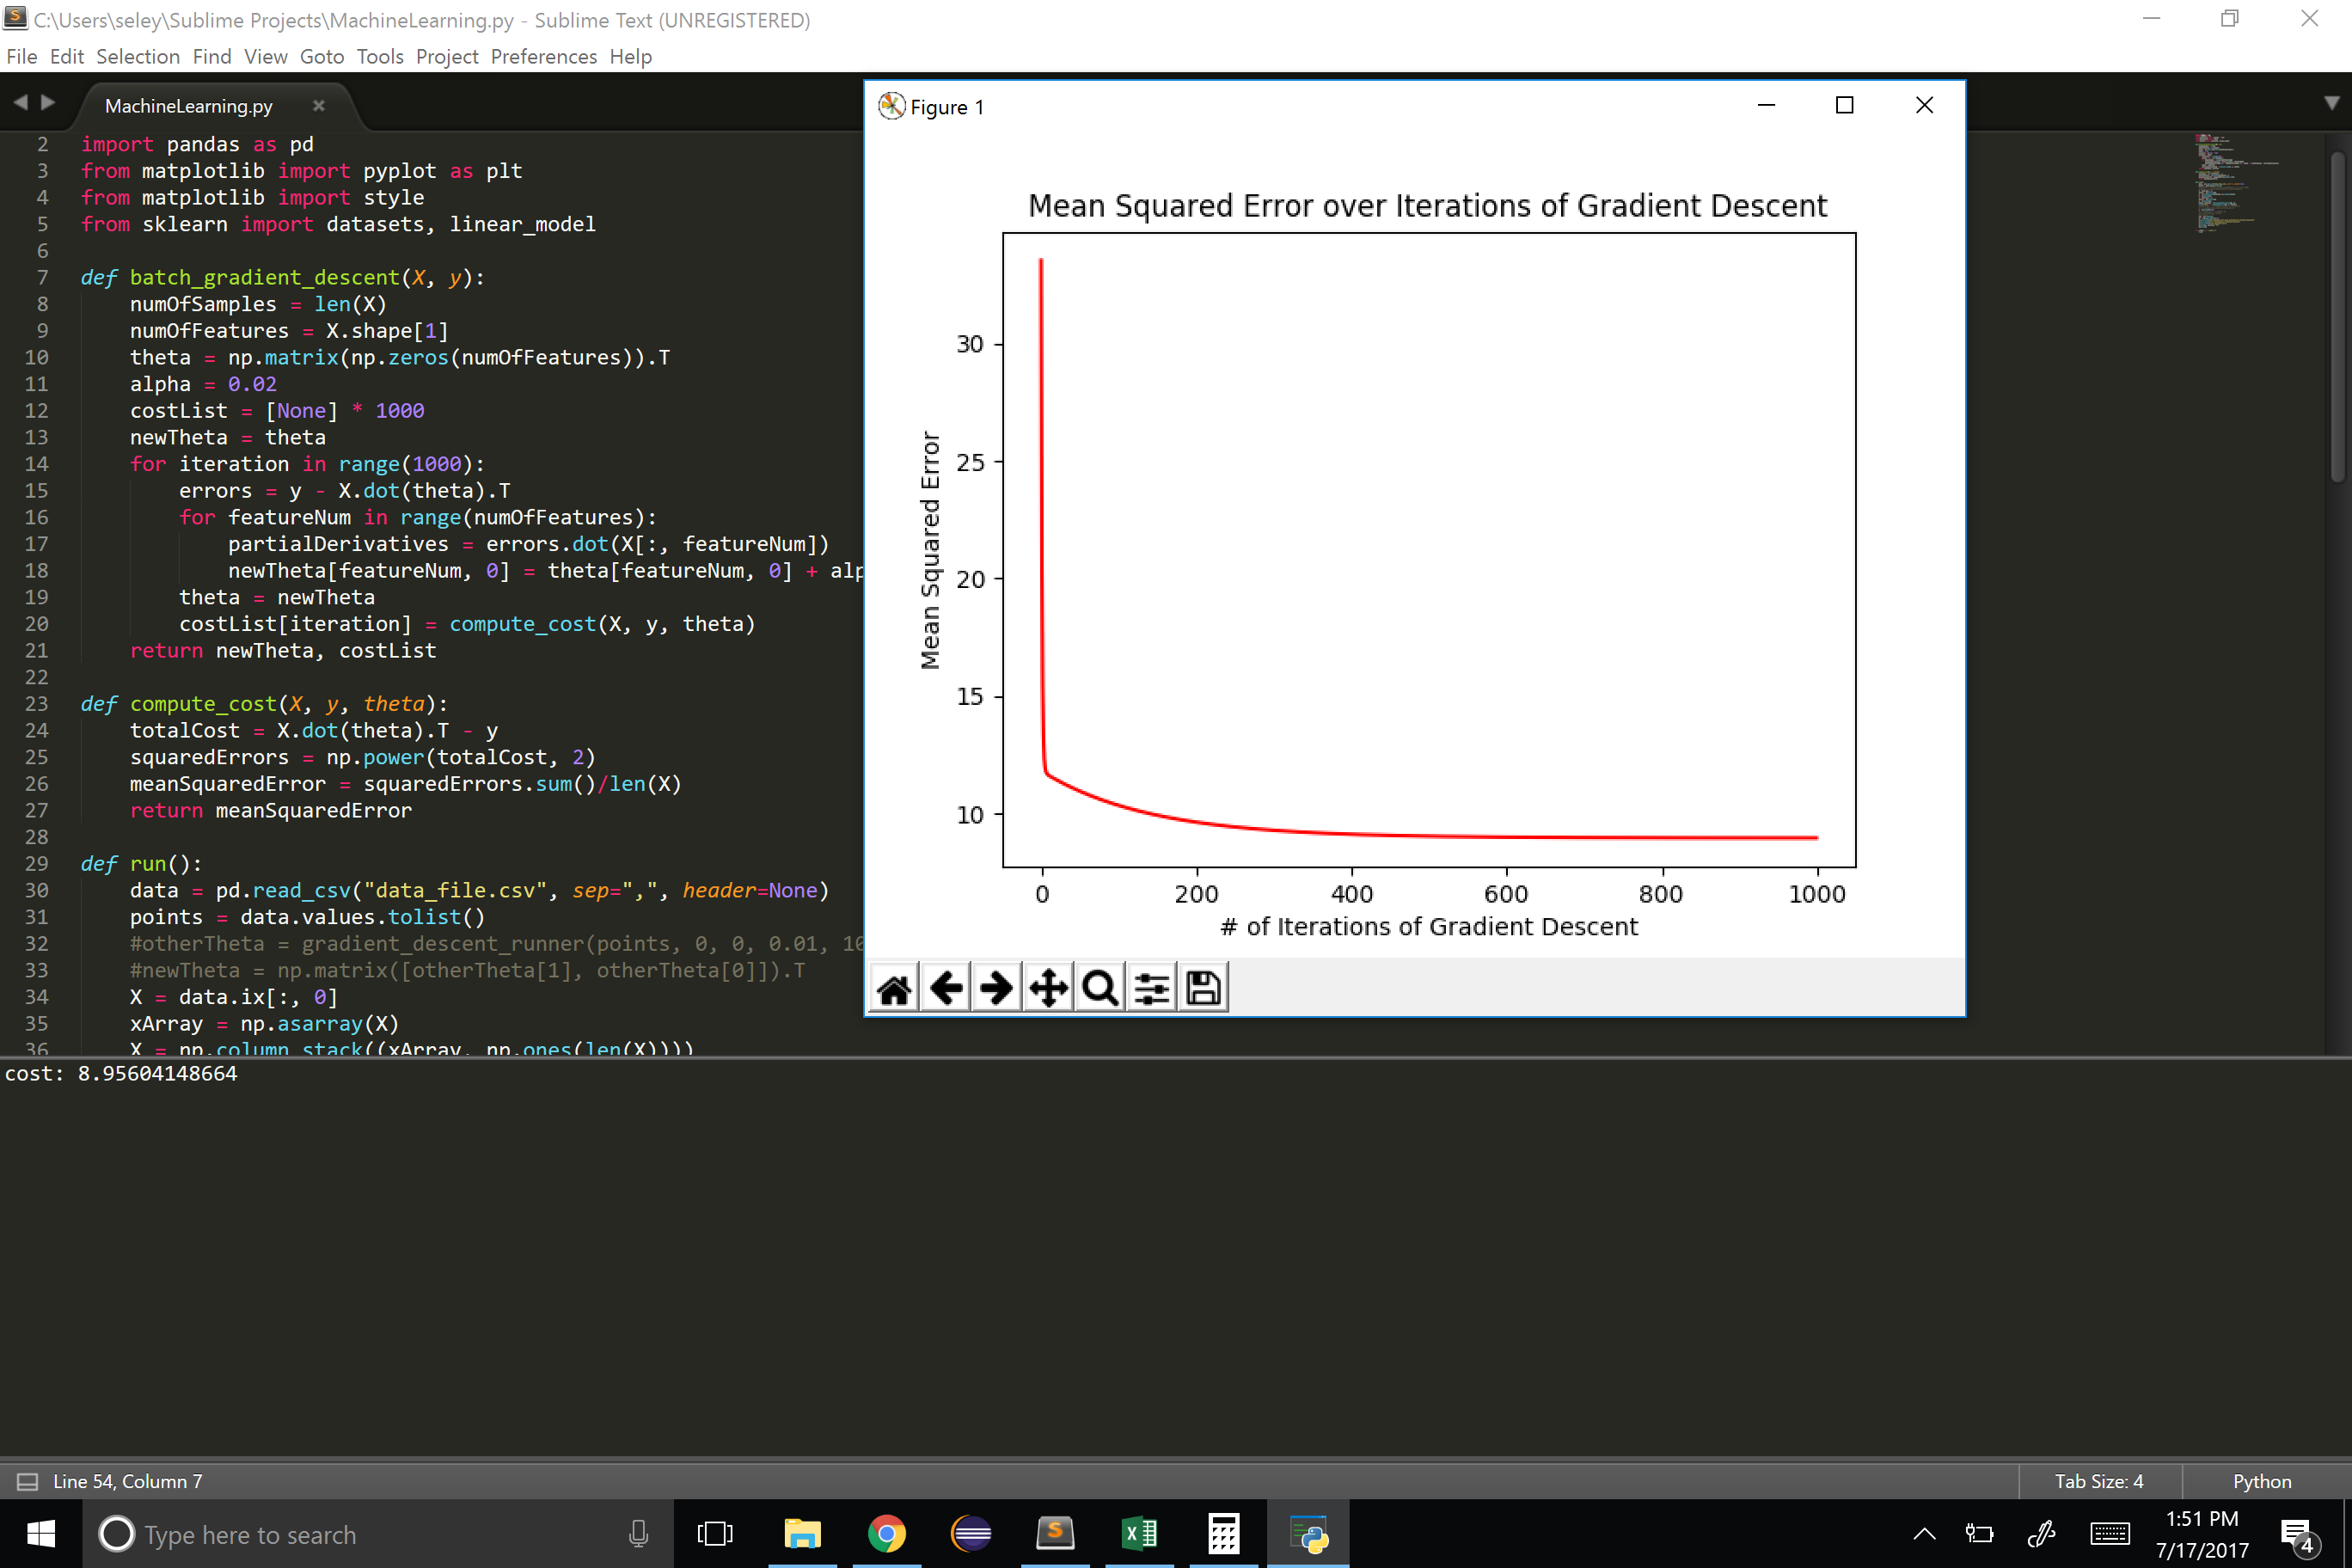 C:\Users\seley\Sublime Projects\MachineLearning.py - Sublime Text (UNREGISTERED)
File Edit Selection Find View Goto Tools Project Preferences Help
MachineLearning.py
2 import pandas as pd
3 from matplotlib import pyplot as plt
4 from matplotlib import style
5 from sklearn import datasets, linear_model
6
7 def batch_gradient_descent(X, y):
8 numOfSamples = len(X)
9 numOfFeatures = X.shape[1]
10 theta = np.matrix(np.zeros(numOfFeatures)).T
11 alpha = 0.02
12 costList = [None] * 1000
13 newTheta = theta
14 for iteration in range(1000):
15 errors = y - X.dot(theta).T
16 for featureNum in range(numOfFeatures):
17 partialDerivatives = errors.dot(X[:, featureNum])
18 newTheta[featureNum, 0] = theta[featureNum, 0] + alp
19 theta = newTheta
20 costList[iteration] = compute_cost(X, y, theta)
21 return newTheta, costList
22
23 def compute_cost(X, y, theta):
24 totalCost = X.dot(theta).T - y
25 squaredErrors = np.power(totalCost, 2)
26 meanSquaredError = squaredErrors.sum()/len(X)
27 return meanSquaredError
28
29 def run():
30 data = pd.read_csv("data_file.csv", sep=",", header=None)
31 points = data.values.tolist()
32 #otherTheta = gradient_descent_runner(points, 0, 0, 0.01, 10
33 #newTheta = np.matrix([otherTheta[1], otherTheta[0]]).T
34 X = data.ix[:, 0]
35 xArray = np.asarray(X)
36 X = np.column_stack((xArray, np.ones(len(X))))
Figure 1
Mean Squared Error over Iterations of Gradient Descent
Mean Squared Error
30
25
20
15
10
0 200 400 600 800 1000
# of Iterations of Gradient Descent
cost: 8.95604148664
Line 54, Column 7
Tab Size: 4
Python
Type here to search
1:51 PM
7/17/2017
4